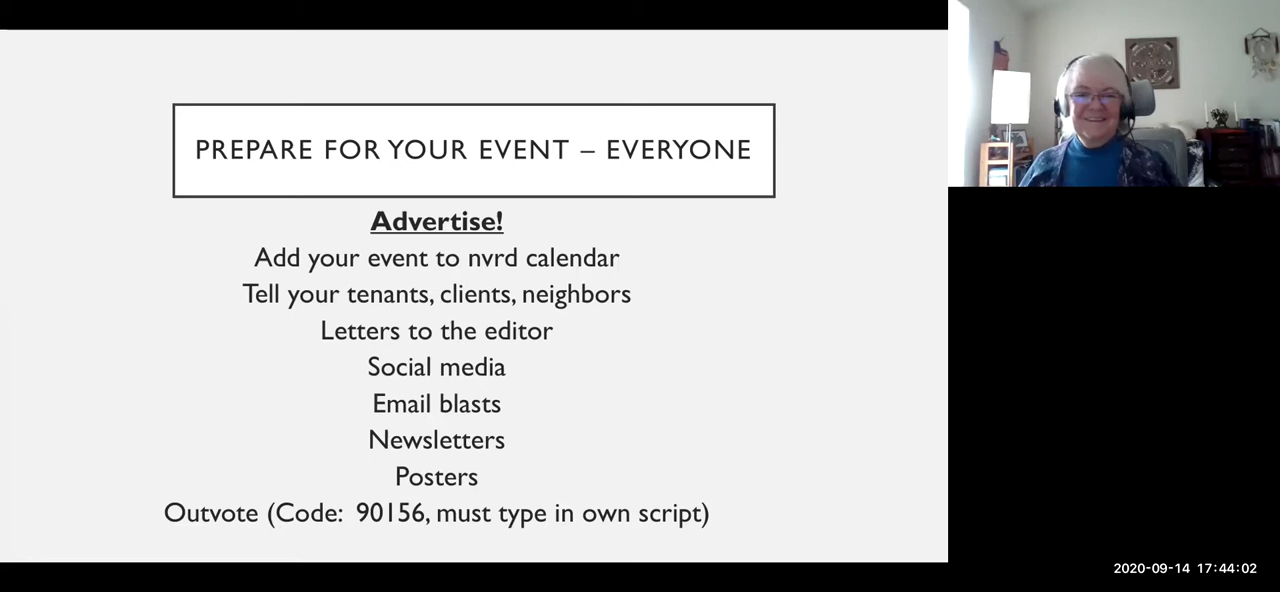 PREPARE FOR YOUR EVENT – EVERYONE
Advertise!
Add your event to nvrd calendar
Tell your tenants, clients, neighbors
Letters to the editor
Social media
Email blasts
Newsletters
Posters
Outvote (Code:  90156, must type in own script)
2020-09-14 17:44:02